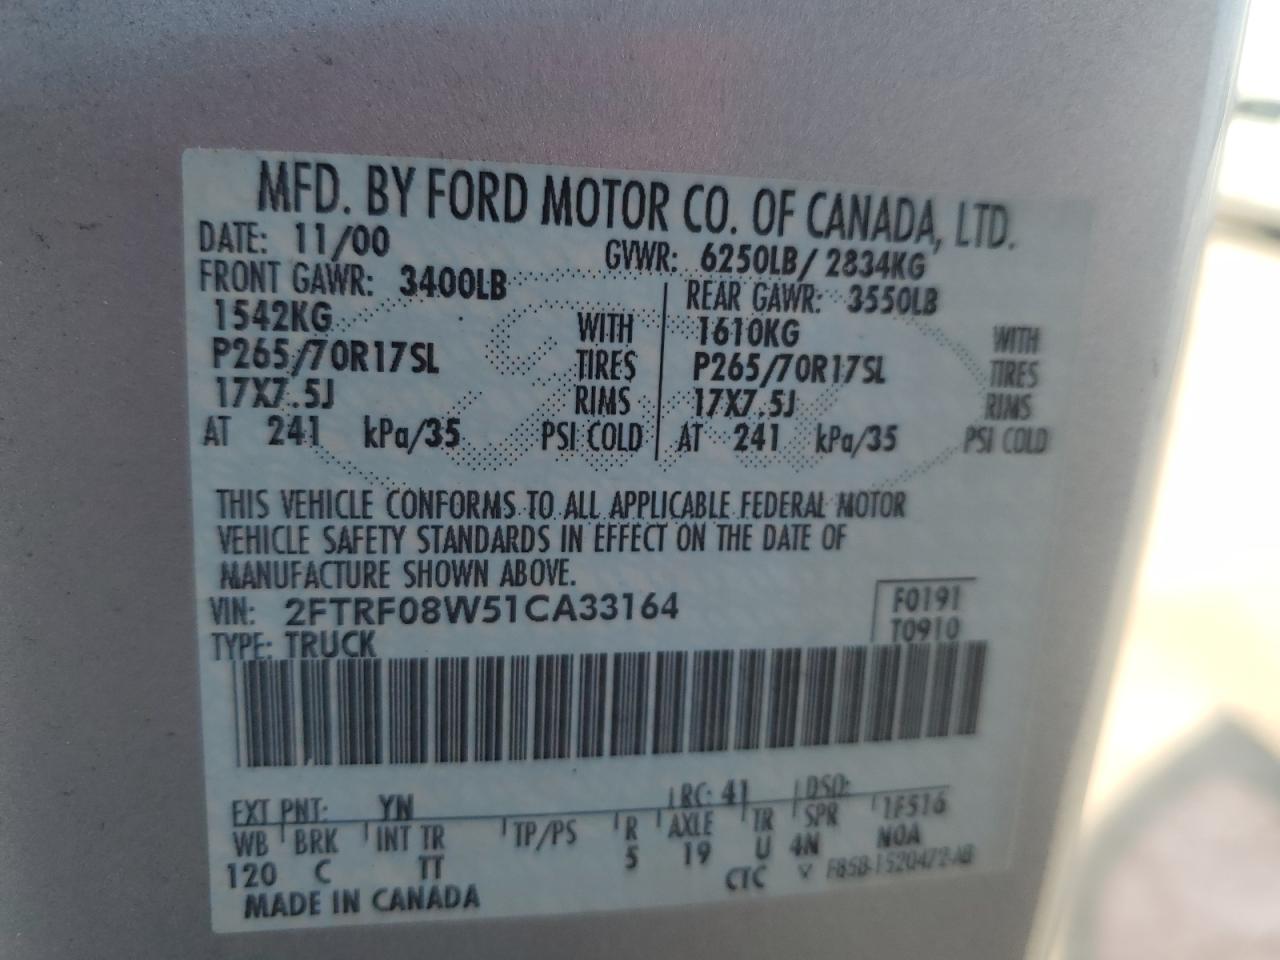 MFD. BY FORD MOTOR CO. OF CANADA, LTD.
DATE: 11/00 GVWR: 6250LB/ 2834KG
FRONT GAWR: 3400LB REAR GAWR: 3550LB
1542KG WITH 1610KG WITH
P265/70R17SL TIRES P265/70R17SL TIRES
17X7.5J RIMS 17X7.5J RIMS
AT 241 kPa/35 PSI COLD AT 241 kPa/35 PSI COLD
THIS VEHICLE CONFORMS TO ALL APPLICABLE FEDERAL MOTOR
VEHICLE SAFETY STANDARDS IN EFFECT ON THE DATE OF
MANUFACTURE SHOWN ABOVE.
VIN: 2FTRF08W51CA33164 F0191
TYPE: TRUCK T0910
EXT PNT: YN RC: 41 DSO:
WB BRK INT TR TP/PS R AXLE TR SPR 1F516
120 C TT 5 19 U 4N NOA
MADE IN CANADA CTC F85B-1520472-AB